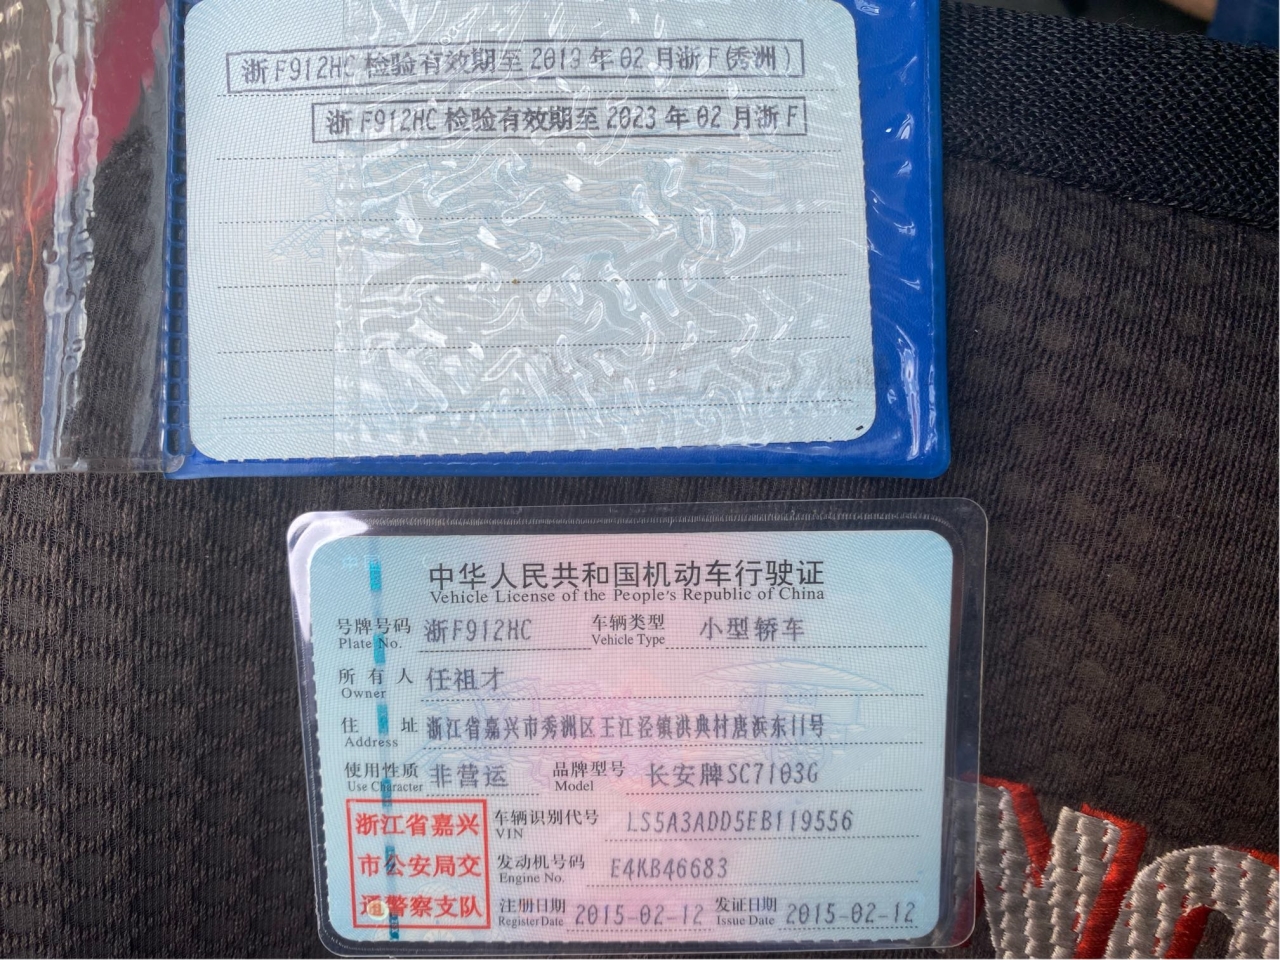 浙F912HC 检验有效期至 2013 年 02 月浙 F(秀洲)
浙 F912HC 检验有效期至 2023 年 02 月浙 F
中华人民共和国机动车行驶证
Vehicle License of the People's Republic of China
号牌号码 浙F912HC 车辆类型 小型轿车
Plate No. Vehicle Type
所有人 任祖才
Owner
住址 浙江省嘉兴市秀洲区王江泾镇洪典村唐浜东11号
Address
使用性质 非营运 品牌型号 长安牌SC7103G
Use Character Model
浙江省嘉兴
市公安局交
通警察支队
车辆识别代号 LS5A3ADD5EB119556
VIN
发动机号码 E4KB46683
Engine No.
注册日期 2015-02-12 发证日期 2015-02-12
Register Date Issue Date